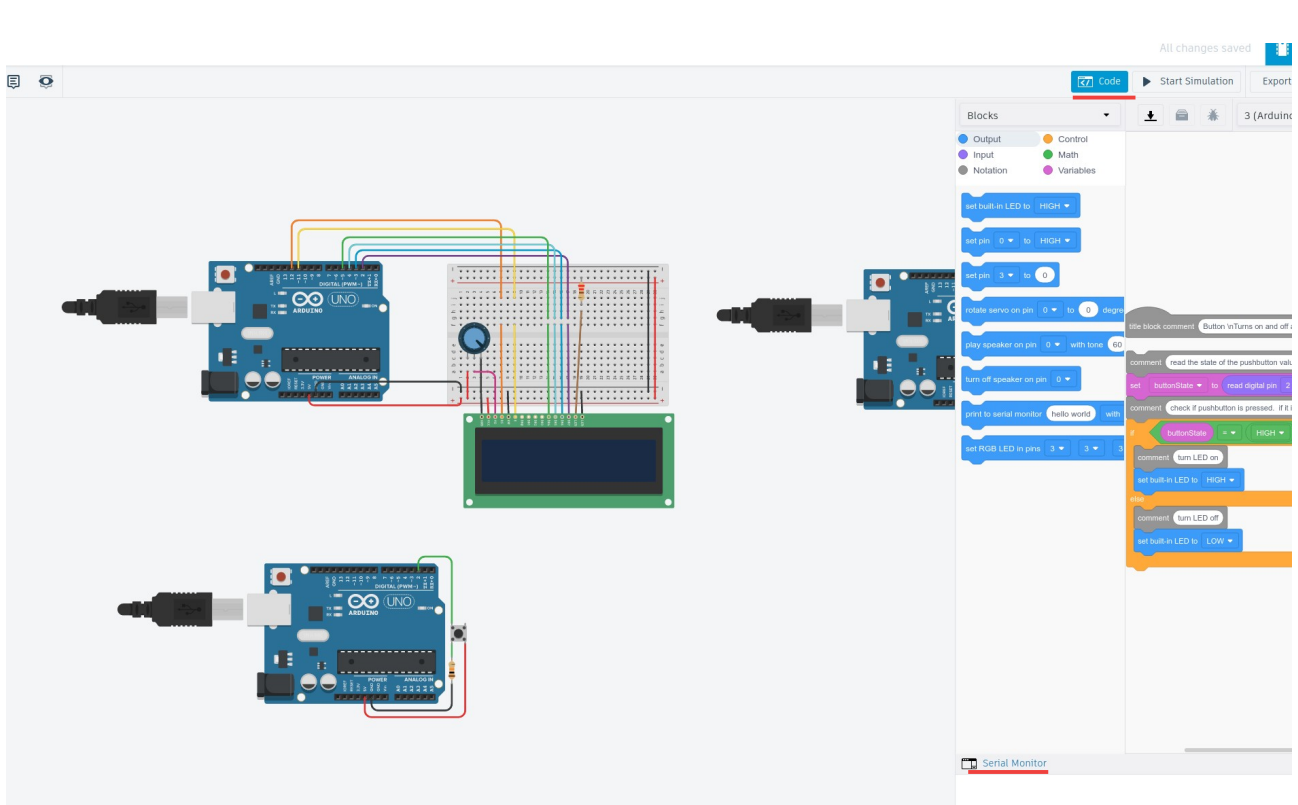 All changes saved
Code
Start Simulation
Export
Blocks
3 (Arduino
Output
Control
Input
Math
Notation
Variables
set built-in LED to HIGH
set pin 0 to HIGH
set pin 3 to 0
rotate servo on pin 0 to 0 degre
play speaker on pin 0 with tone 60
turn off speaker on pin 0
print to serial monitor hello world with
set RGB LED in pins 3 3 3
title block comment Button \nTurns on and off a
comment read the state of the pushbutton valu
set buttonState to read digital pin 2
comment check if pushbutton is pressed. if it i
if buttonState = HIGH
comment turn LED on
set built-in LED to HIGH
else
comment turn LED off
set built-in LED to LOW
DIGITAL (PWM~)
UNO
ARDUINO
POWER
ANALOG IN
DIGITAL (PWM~)
UNO
ARDUINO
POWER
ANALOG IN
Serial Monitor